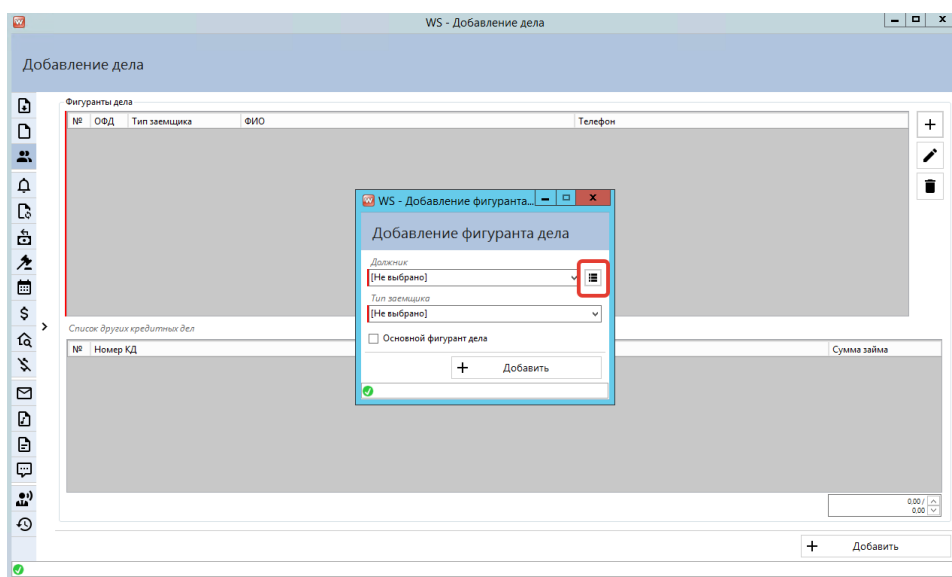 WS - Добавление дела
Добавление дела
Фигуранты дела
№ ОФД Тип заемщика ФИО Телефон
WS - Добавление фигуранта...
Добавление фигуранта дела
Должник
[Не выбрано]
Тип заемщика
[Не выбрано]
Основной фигурант дела
+ Добавить
Список других кредитных дел
№ Номер КД Сумма займа
0.00 /
0.00
+ Добавить